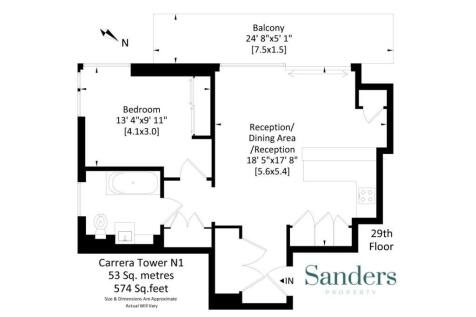 N
Balcony
24' 8"x5' 1"
[7.5x1.5]
Bedroom
13' 4"x9' 11"
[4.1x3.0]
Reception/
Dining Area
/Reception
18' 5"x17' 8"
[5.6x5.4]
29th
Floor
Carrera Tower N1
53 Sq. metres
574 Sq.feet
Size & Dimensions Are Approximate
Actual Will Vary
IN
Sanders
PROPERTY